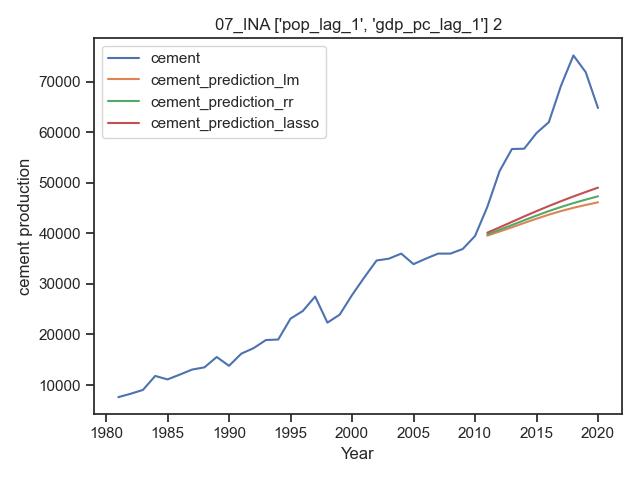 07_INA ['pop_lag_1', 'gdp_pc_lag_1'] 2
cement
cement_prediction_lm
cement_prediction_rr
cement_prediction_lasso
cement production
70000
60000
50000
40000
30000
20000
10000
1980 1985 1990 1995 2000 2005 2010 2015 2020
Year